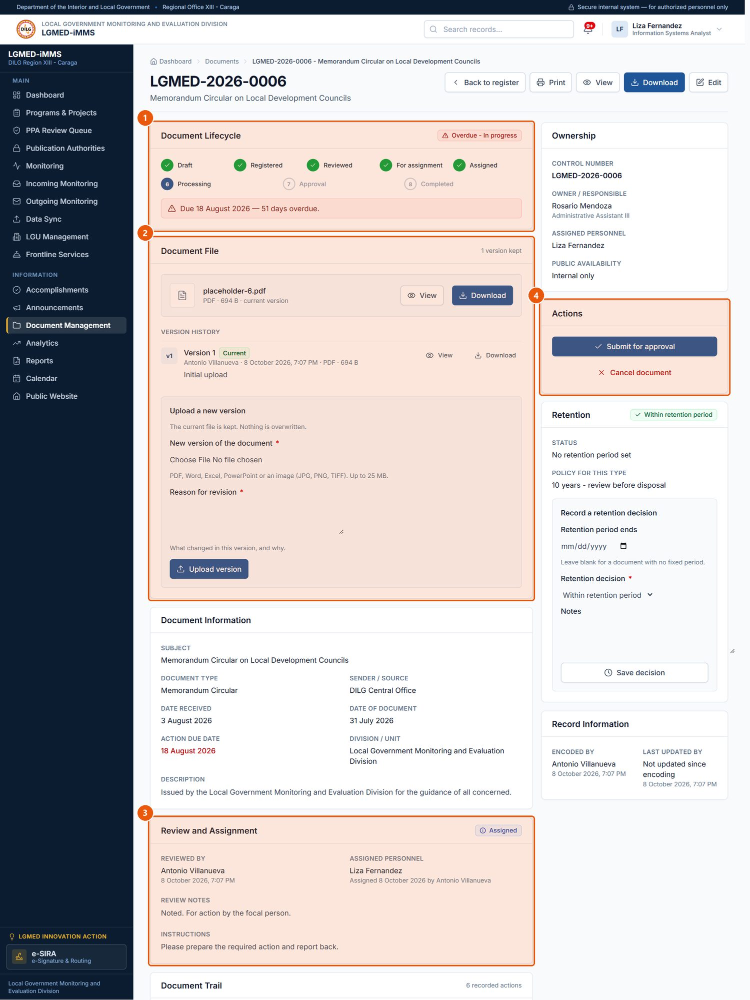 Department of the Interior and Local Government • Regional Office XIII - Caraga
Secure internal system — for authorized personnel only
DILG
LOCAL GOVERNMENT MONITORING AND EVALUATION DIVISION
LGMED-iMMS
Search records...
9+
LF
Liza Fernandez
Information Systems Analyst
LGMED-iMMS
DILG Region XIII - Caraga
MAIN
Dashboard
Programs & Projects
PPA Review Queue
Publication Authorities
Monitoring
Incoming Monitoring
Outgoing Monitoring
Data Sync
LGU Management
Frontline Services
INFORMATION
Accomplishments
Announcements
Document Management
Analytics
Reports
Calendar
Public Website
LGMED INNOVATION ACTION
e-SIRA
e-Signature & Routing
Local Government Monitoring and
Evaluation Division
Dashboard > Documents > LGMED-2026-0006 - Memorandum Circular on Local Development Councils
LGMED-2026-0006
Memorandum Circular on Local Development Councils
Back to register
Print
View
Download
Edit
1
Document Lifecycle
Overdue - In progress
Draft
Registered
Reviewed
For assignment
Assigned
6 Processing
7 Approval
8 Completed
Due 18 August 2026 — 51 days overdue.
2
Document File
1 version kept
placeholder-6.pdf
PDF · 694 B · current version
View
Download
VERSION HISTORY
v1
Version 1 Current
Antonio Villanueva · 8 October 2026, 7:07 PM · PDF · 694 B
Initial upload
View
Download
Upload a new version
The current file is kept. Nothing is overwritten.
New version of the document *
Choose File No file chosen
PDF, Word, Excel, PowerPoint or an image (JPG, PNG, TIFF). Up to 25 MB.
Reason for revision *
What changed in this version, and why.
Upload version
Document Information
SUBJECT
Memorandum Circular on Local Development Councils
DOCUMENT TYPE
Memorandum Circular
SENDER / SOURCE
DILG Central Office
DATE RECEIVED
3 August 2026
DATE OF DOCUMENT
31 July 2026
ACTION DUE DATE
18 August 2026
DIVISION / UNIT
Local Government Monitoring and Evaluation
Division
DESCRIPTION
Issued by the Local Government Monitoring and Evaluation Division for the guidance of all concerned.
3
Review and Assignment
Assigned
REVIEWED BY
Antonio Villanueva
8 October 2026, 7:07 PM
ASSIGNED PERSONNEL
Liza Fernandez
Assigned 8 October 2026 by Antonio Villanueva
REVIEW NOTES
Noted. For action by the focal person.
INSTRUCTIONS
Please prepare the required action and report back.
Document Trail
6 recorded actions
Ownership
CONTROL NUMBER
LGMED-2026-0006
OWNER / RESPONSIBLE
Rosario Mendoza
Administrative Assistant III
ASSIGNED PERSONNEL
Liza Fernandez
PUBLIC AVAILABILITY
Internal only
4
Actions
Submit for approval
Cancel document
Retention
Within retention period
STATUS
No retention period set
POLICY FOR THIS TYPE
10 years - review before disposal
Record a retention decision
Retention period ends
mm/dd/yyyy
Leave blank for a document with no fixed period.
Retention decision *
Within retention period
Notes
Save decision
Record Information
ENCODED BY
Antonio Villanueva
8 October 2026, 7:07 PM
LAST UPDATED BY
Not updated since
encoding
8 October 2026, 7:07 PM